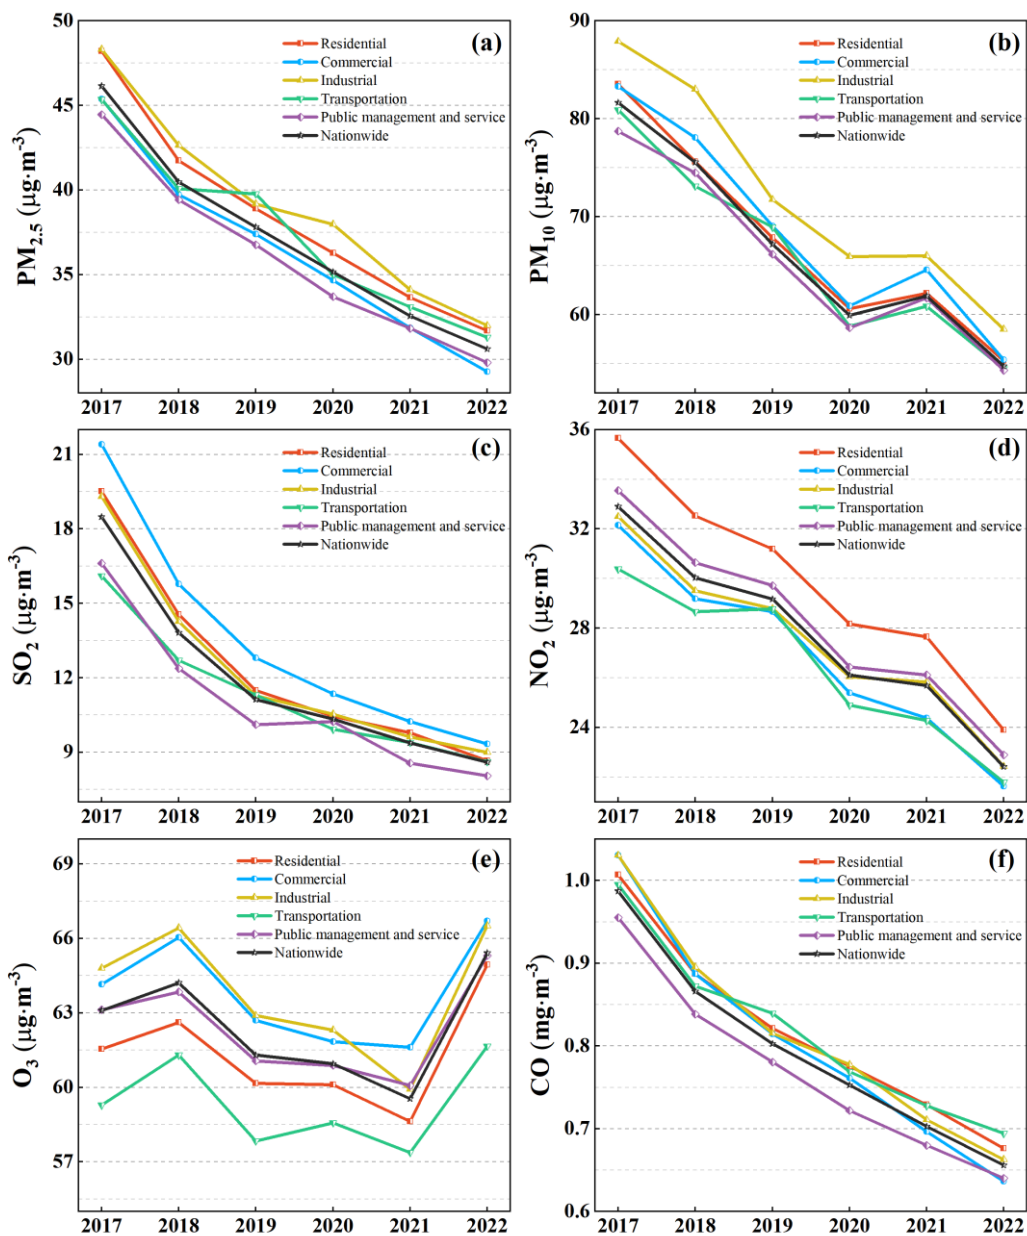 (a)
PM2.5 (μg·m-3)
50
45
40
35
30
Residential
Commercial
Industrial
Transportation
Public management and service
Nationwide
2017 2018 2019 2020 2021 2022
(b)
PM10 (μg·m-3)
90
80
70
60
Residential
Commercial
Industrial
Transportation
Public management and service
Nationwide
2017 2018 2019 2020 2021 2022
(c)
SO2 (μg·m-3)
21
18
15
12
9
Residential
Commercial
Industrial
Transportation
Public management and service
Nationwide
2017 2018 2019 2020 2021 2022
(d)
NO2 (μg·m-3)
36
32
28
24
Residential
Commercial
Industrial
Transportation
Public management and service
Nationwide
2017 2018 2019 2020 2021 2022
(e)
O3 (μg·m-3)
69
66
63
60
57
Residential
Commercial
Industrial
Transportation
Public management and service
Nationwide
2017 2018 2019 2020 2021 2022
(f)
CO (mg·m-3)
1.0
0.9
0.8
0.7
0.6
Residential
Commercial
Industrial
Transportation
Public management and service
Nationwide
2017 2018 2019 2020 2021 2022